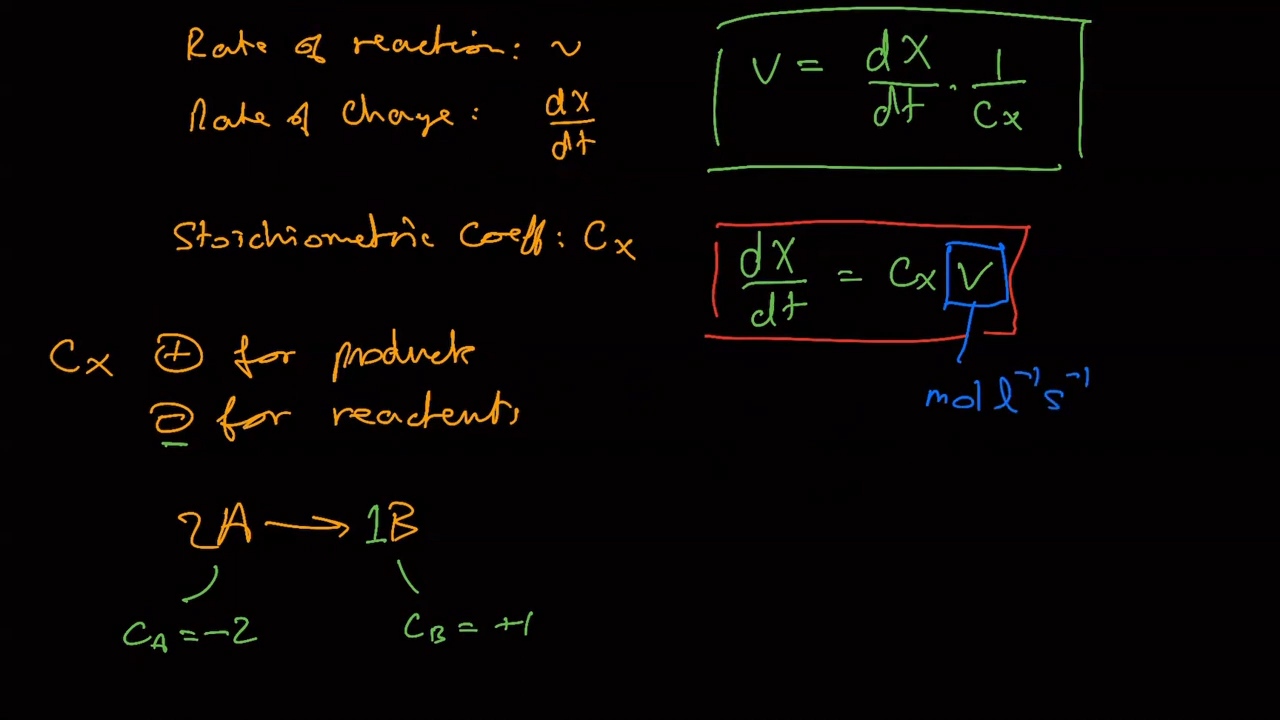 Rate of reaction: v
Rate of change: dX/dt
Stoichiometric coeff: Cx
Cx ⊕ for products
⊖ for reactents
2A → 1B
CA = -2
CB = +1
V = dX/dt · 1/Cx
dX/dt = Cx V
mol l⁻¹ s⁻¹